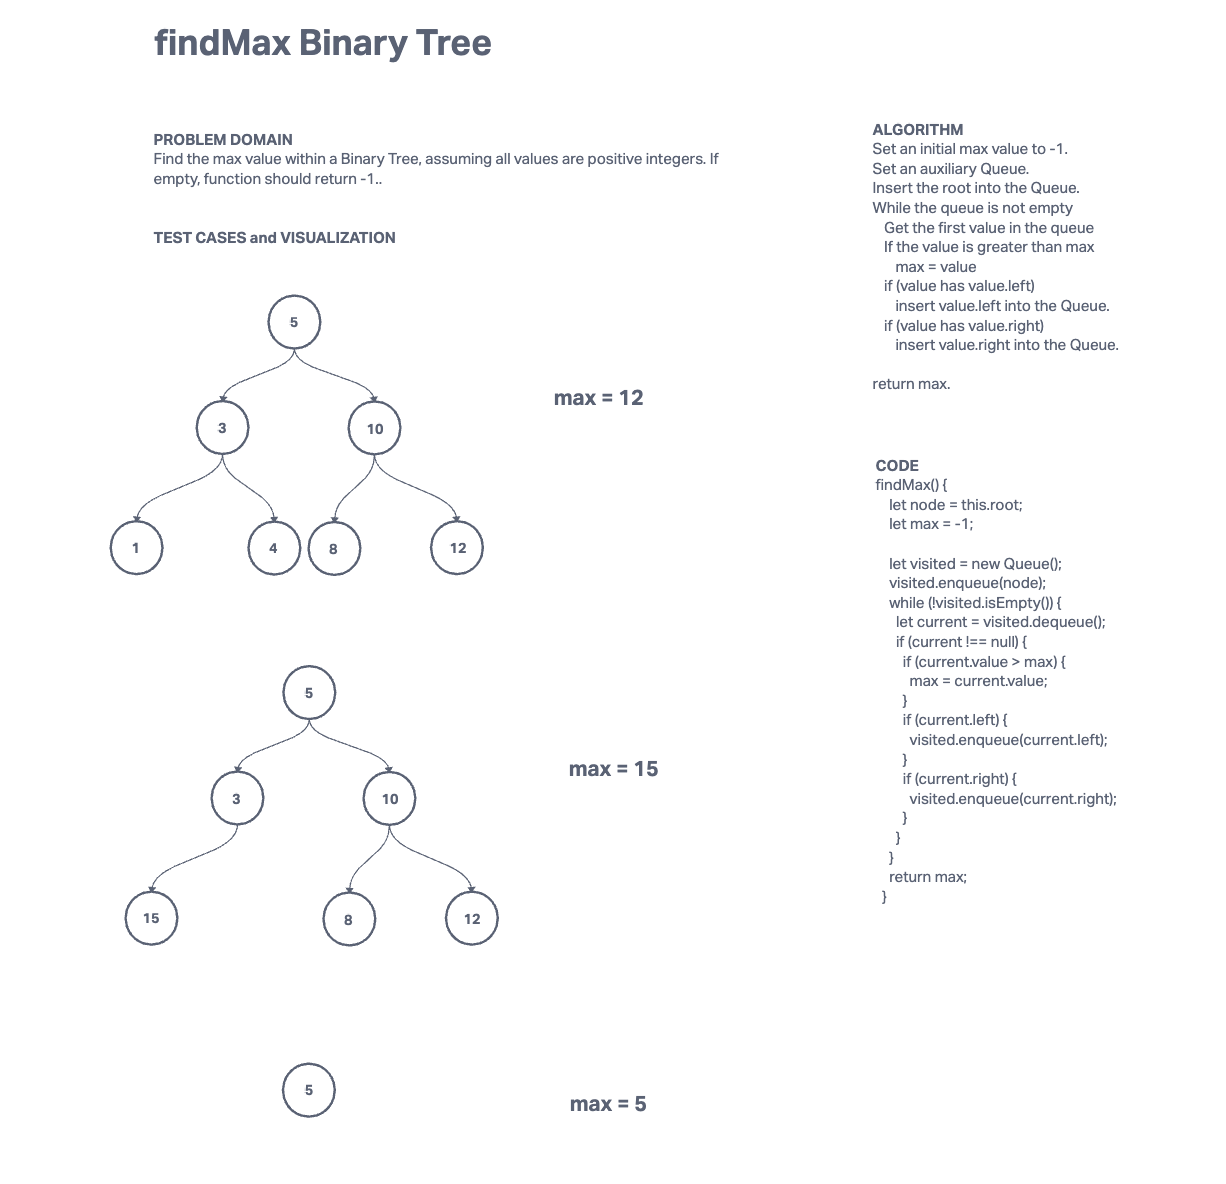 findMax Binary Tree
PROBLEM DOMAIN
Find the max value within a Binary Tree, assuming all values are positive integers. If
empty, function should return -1..
TEST CASES and VISUALIZATION
5
3
10
max = 12
1
4
8
12
5
3
10
max = 15
15
8
12
5
max = 5
ALGORITHM
Set an initial max value to -1.
Set an auxiliary Queue.
Insert the root into the Queue.
While the queue is not empty
Get the first value in the queue
If the value is greater than max
max = value
if (value has value.left)
insert value.left into the Queue.
if (value has value.right)
insert value.right into the Queue.
return max.
CODE
findMax() {
let node = this.root;
let max = -1;
let visited = new Queue();
visited.enqueue(node);
while (!visited.isEmpty()) {
let current = visited.dequeue();
if (current !== null) {
if (current.value > max) {
max = current.value;
}
if (current.left) {
visited.enqueue(current.left);
}
if (current.right) {
visited.enqueue(current.right);
}
}
}
return max;
}